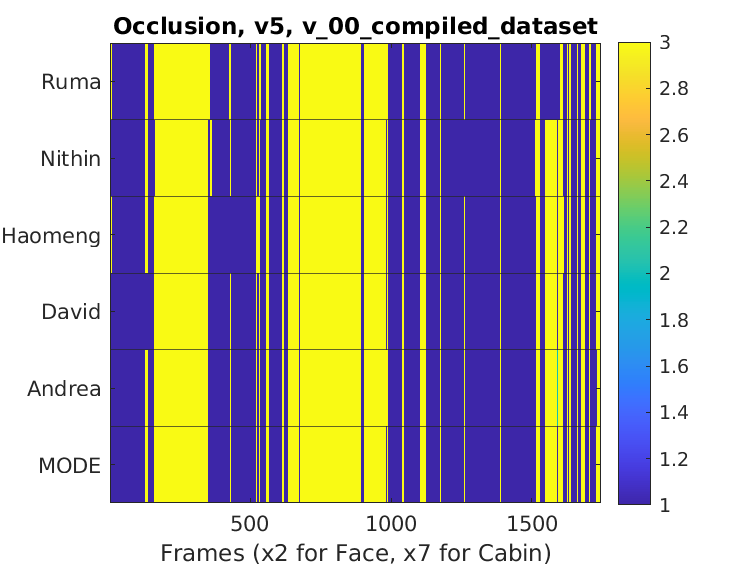 Occlusion, v5, v_00_compiled_dataset
Ruma
Nithin
Haomeng
David
Andrea
MODE
500
1000
1500
Frames (x2 for Face, x7 for Cabin)
3
2.8
2.6
2.4
2.2
2
1.8
1.6
1.4
1.2
1